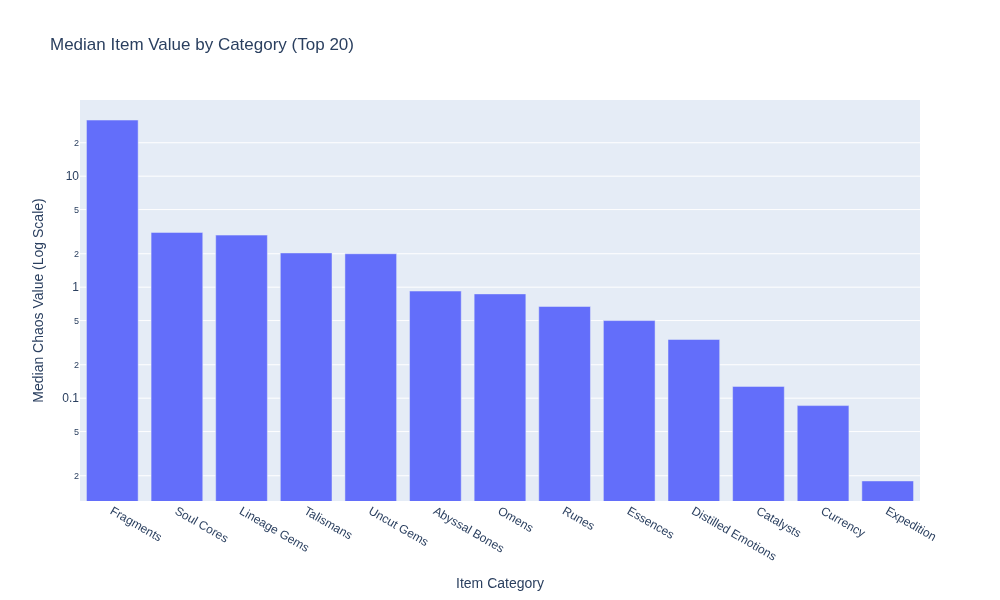 Median Item Value by Category (Top 20)
Median Chaos Value (Log Scale)
2
10
5
2
1
5
2
0.1
5
2
Fragments
Soul Cores
Lineage Gems
Talismans
Uncut Gems
Abyssal Bones
Omens
Runes
Essences
Distilled Emotions
Catalysts
Currency
Expedition
Item Category